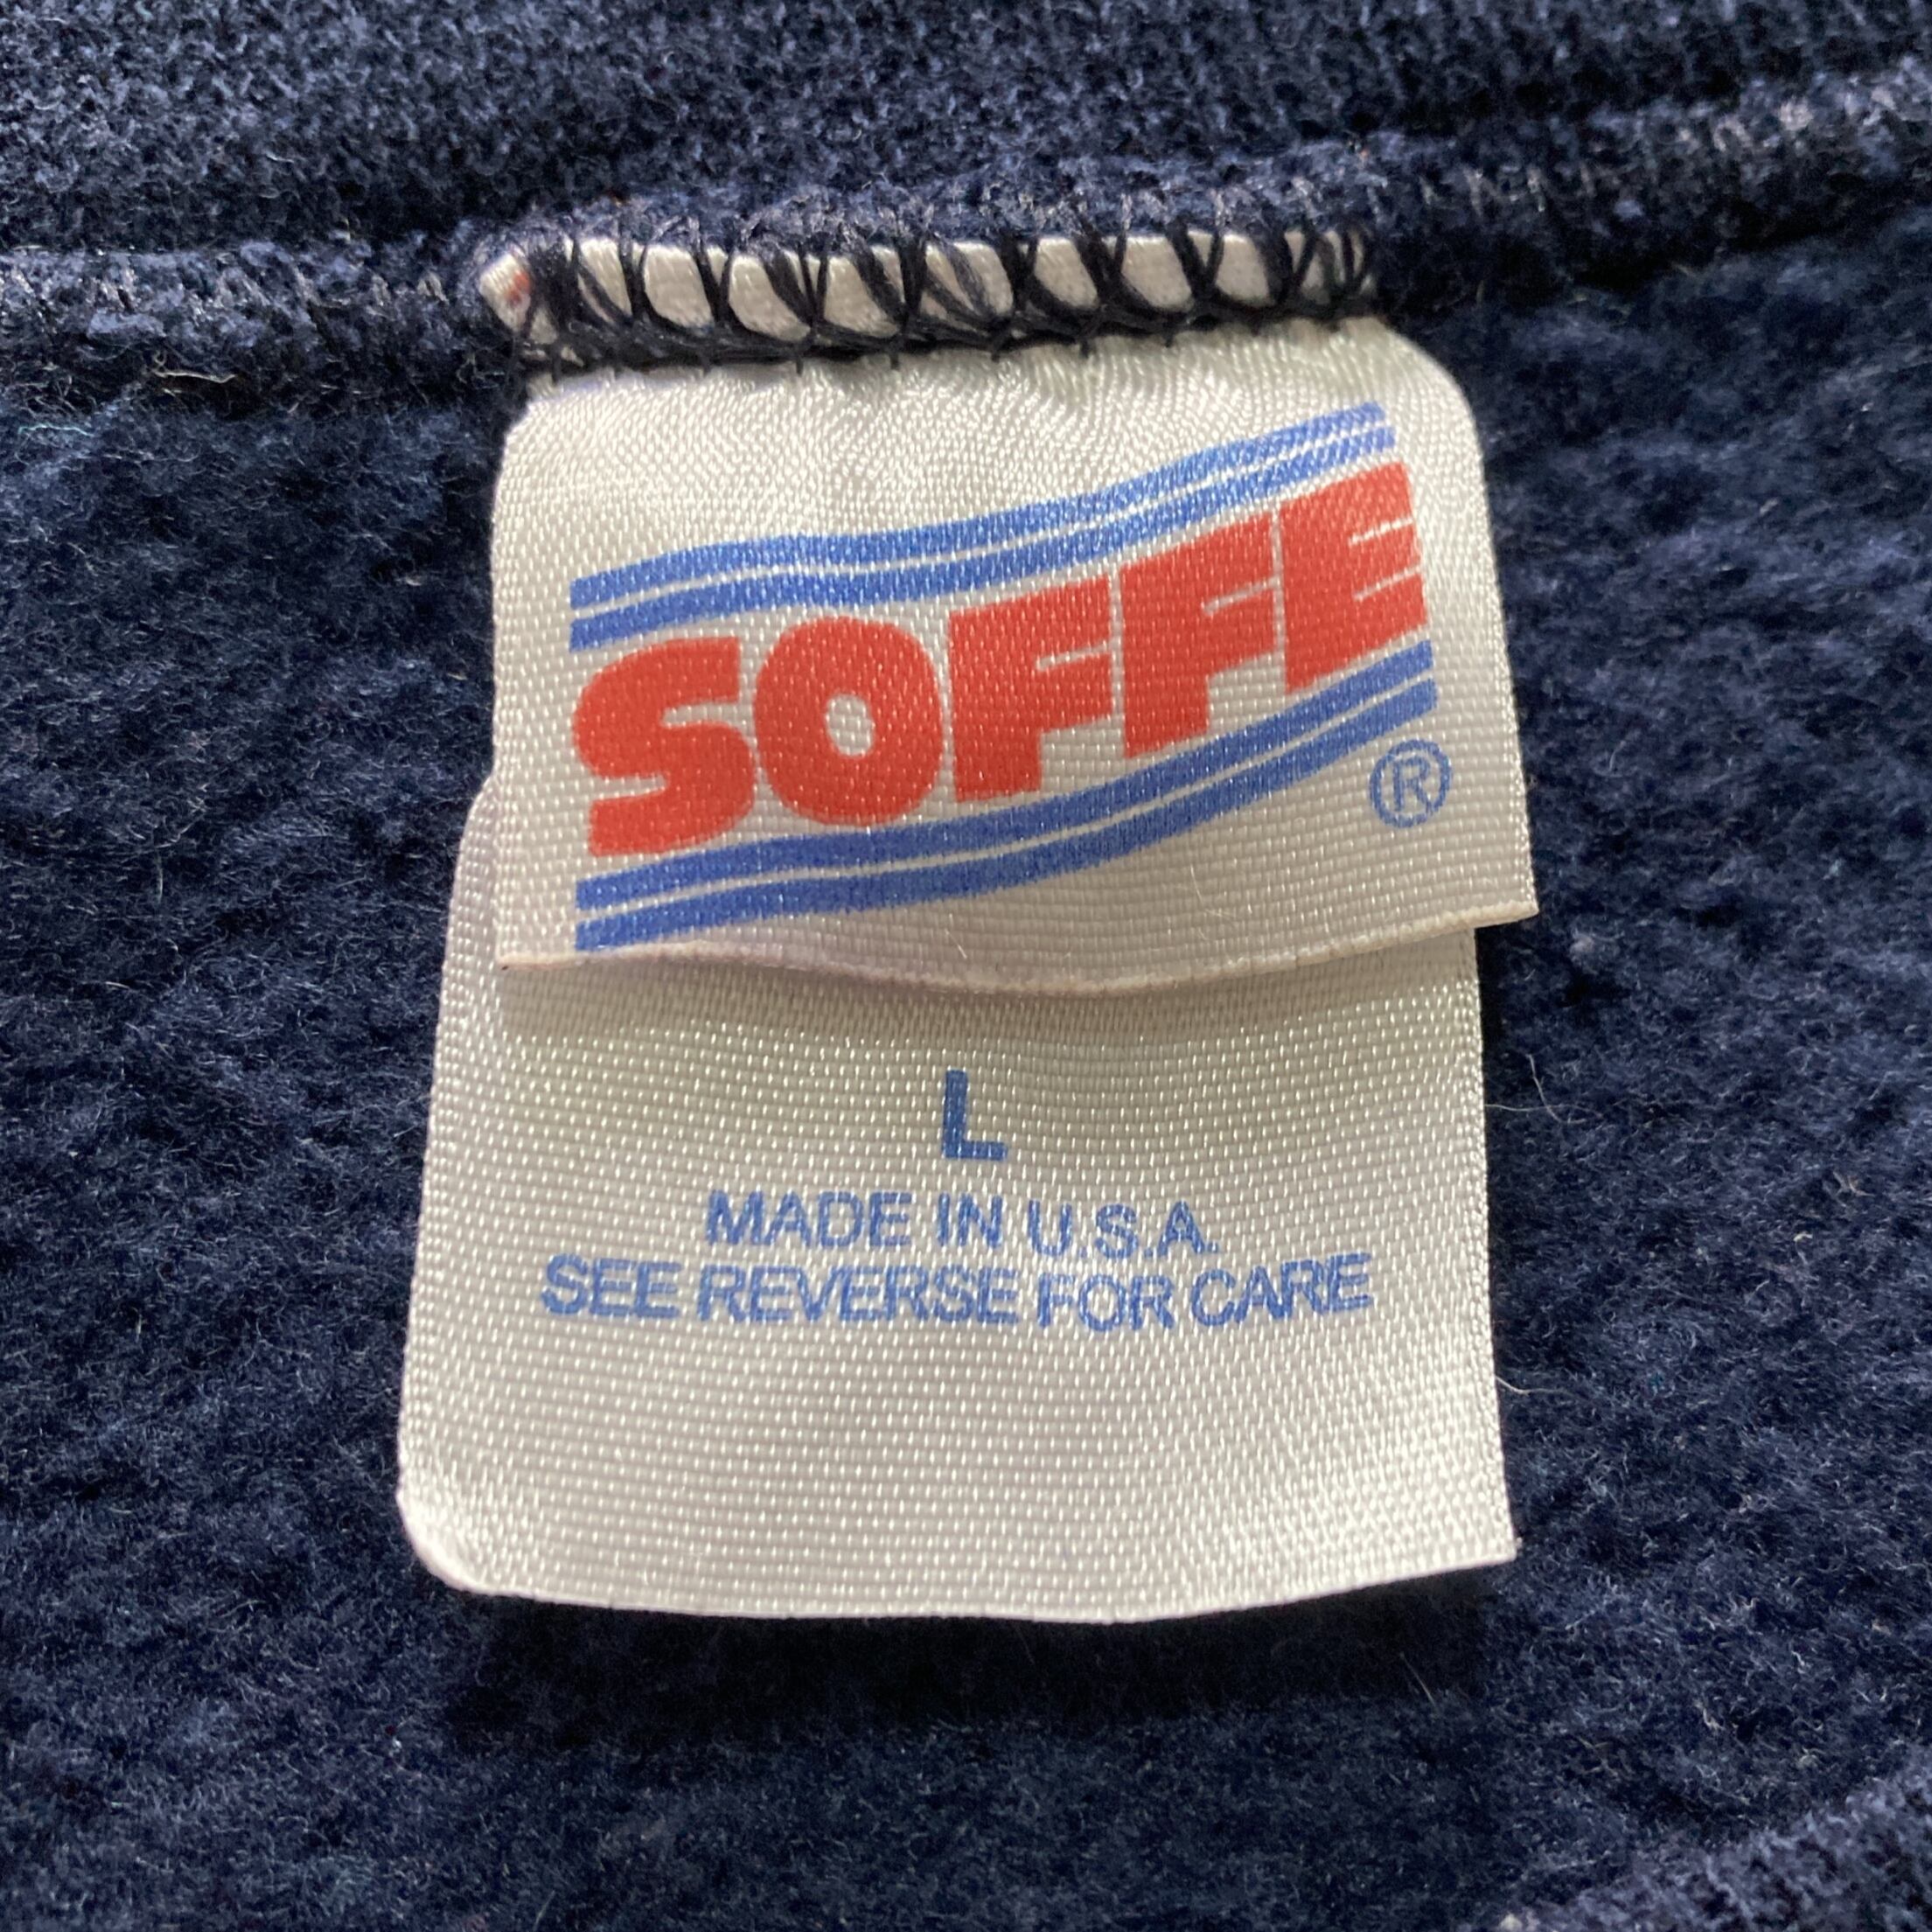 SOFFE
®
L
MADE IN U.S.A.
SEE REVERSE FOR CARE